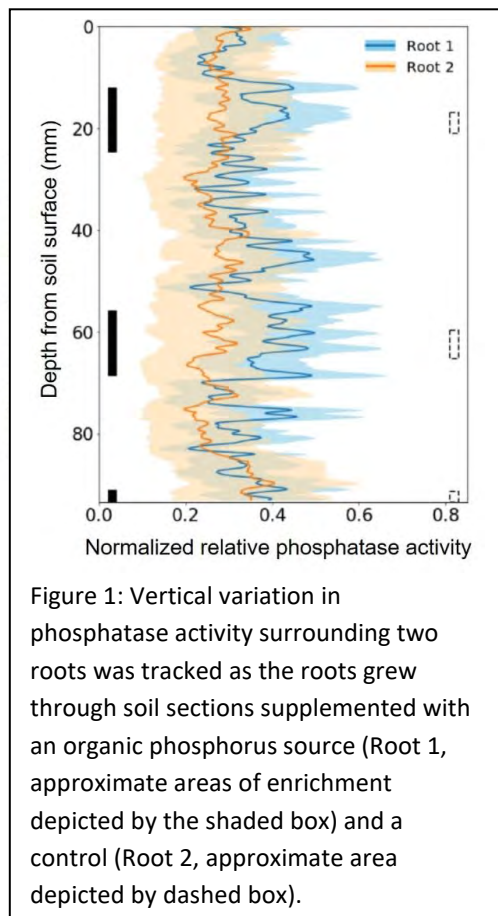 0
20
40
60
80
Depth from soil surface (mm)
Root 1
Root 2
0.0 0.2 0.4 0.6 0.8
Normalized relative phosphatase activity
Figure 1: Vertical variation in
phosphatase activity surrounding two
roots was tracked as the roots grew
through soil sections supplemented with
an organic phosphorus source (Root 1,
approximate areas of enrichment
depicted by the shaded box) and a
control (Root 2, approximate area
depicted by dashed box).